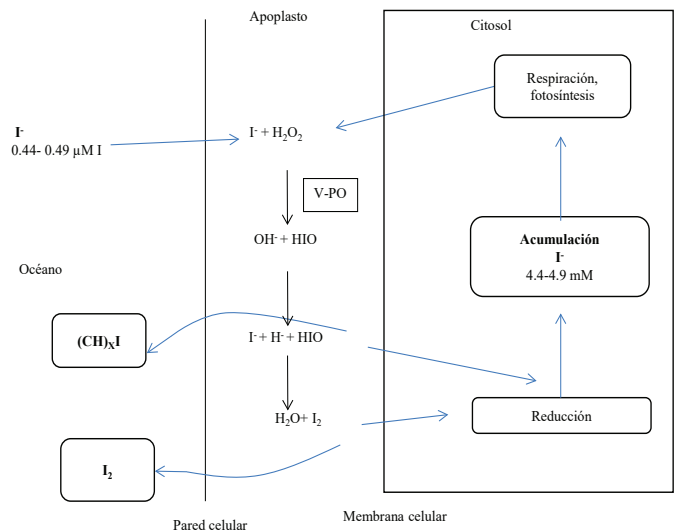 Apoplasto
Citosol
Respiración,
fotosíntesis
I-
0.44- 0.49 µM I
I- + H2O2
V-PO
OH- + HIO
Acumulación
I-
4.4-4.9 mM
Océano
(CH)XI
I- + H- + HIO
H2O+ I2
Reducción
I2
Pared celular
Membrana celular